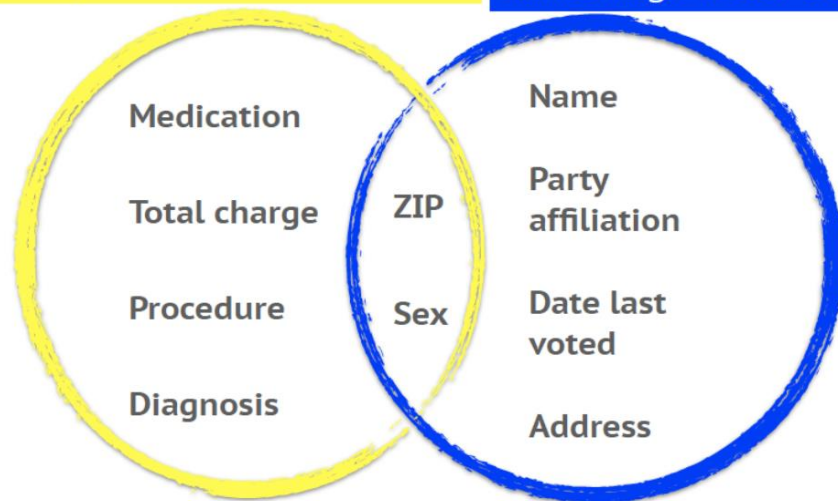 Medication
Total charge
Procedure
Diagnosis
ZIP
Sex
Name
Party
affiliation
Date last
voted
Address